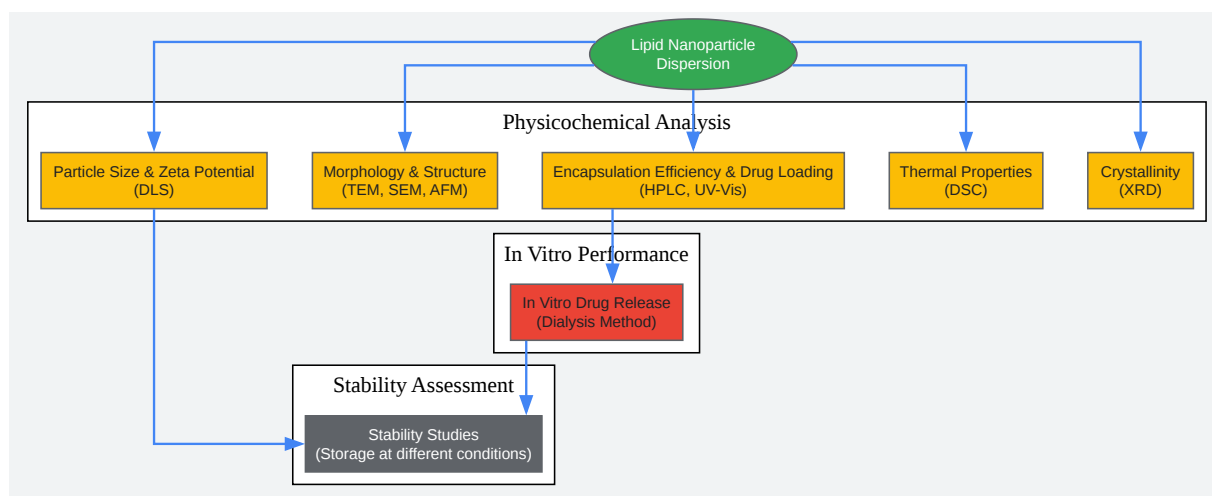 Lipid Nanoparticle
Dispersion
Physicochemical Analysis
Particle Size & Zeta Potential
(DLS)
Morphology & Structure
(TEM, SEM, AFM)
Encapsulation Efficiency & Drug Loading
(HPLC, UV-Vis)
Thermal Properties
(DSC)
Crystallinity
(XRD)
In Vitro Performance
In Vitro Drug Release
(Dialysis Method)
Stability Assessment
Stability Studies
(Storage at different conditions)